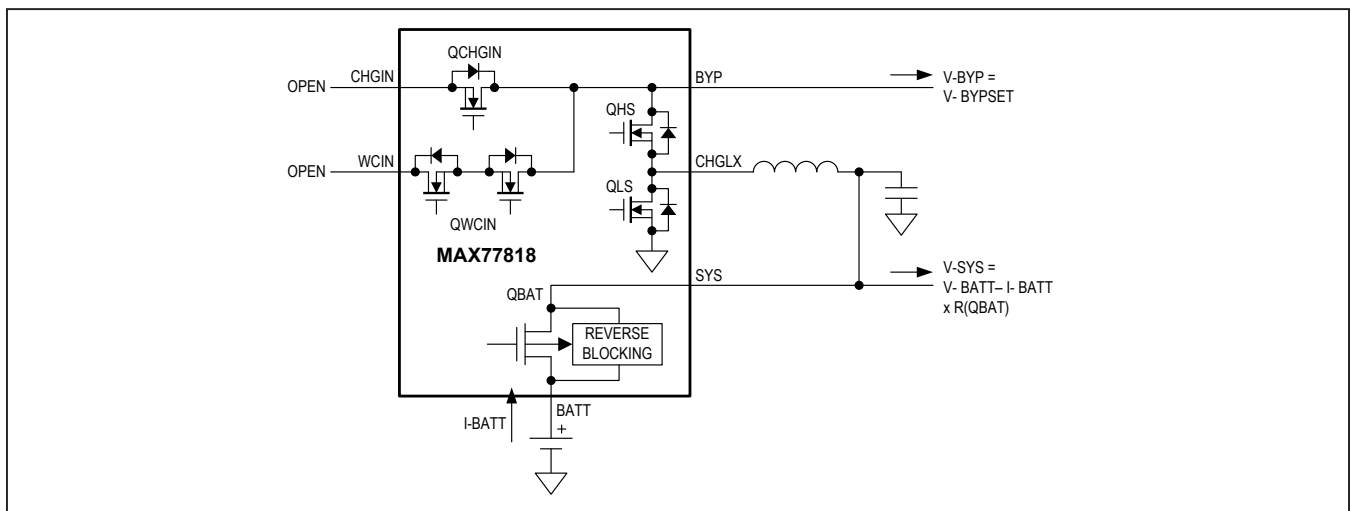 QCHGIN
OPEN
CHGIN
BYP
V-BYP =
V- BYPSET
QHS
OPEN
WCIN
CHGLX
QWCIN
QLS
MAX77818
SYS
V-SYS =
V- BATT– I- BATT
x R(QBAT)
QBAT
REVERSE
BLOCKING
I-BATT
BATT
+